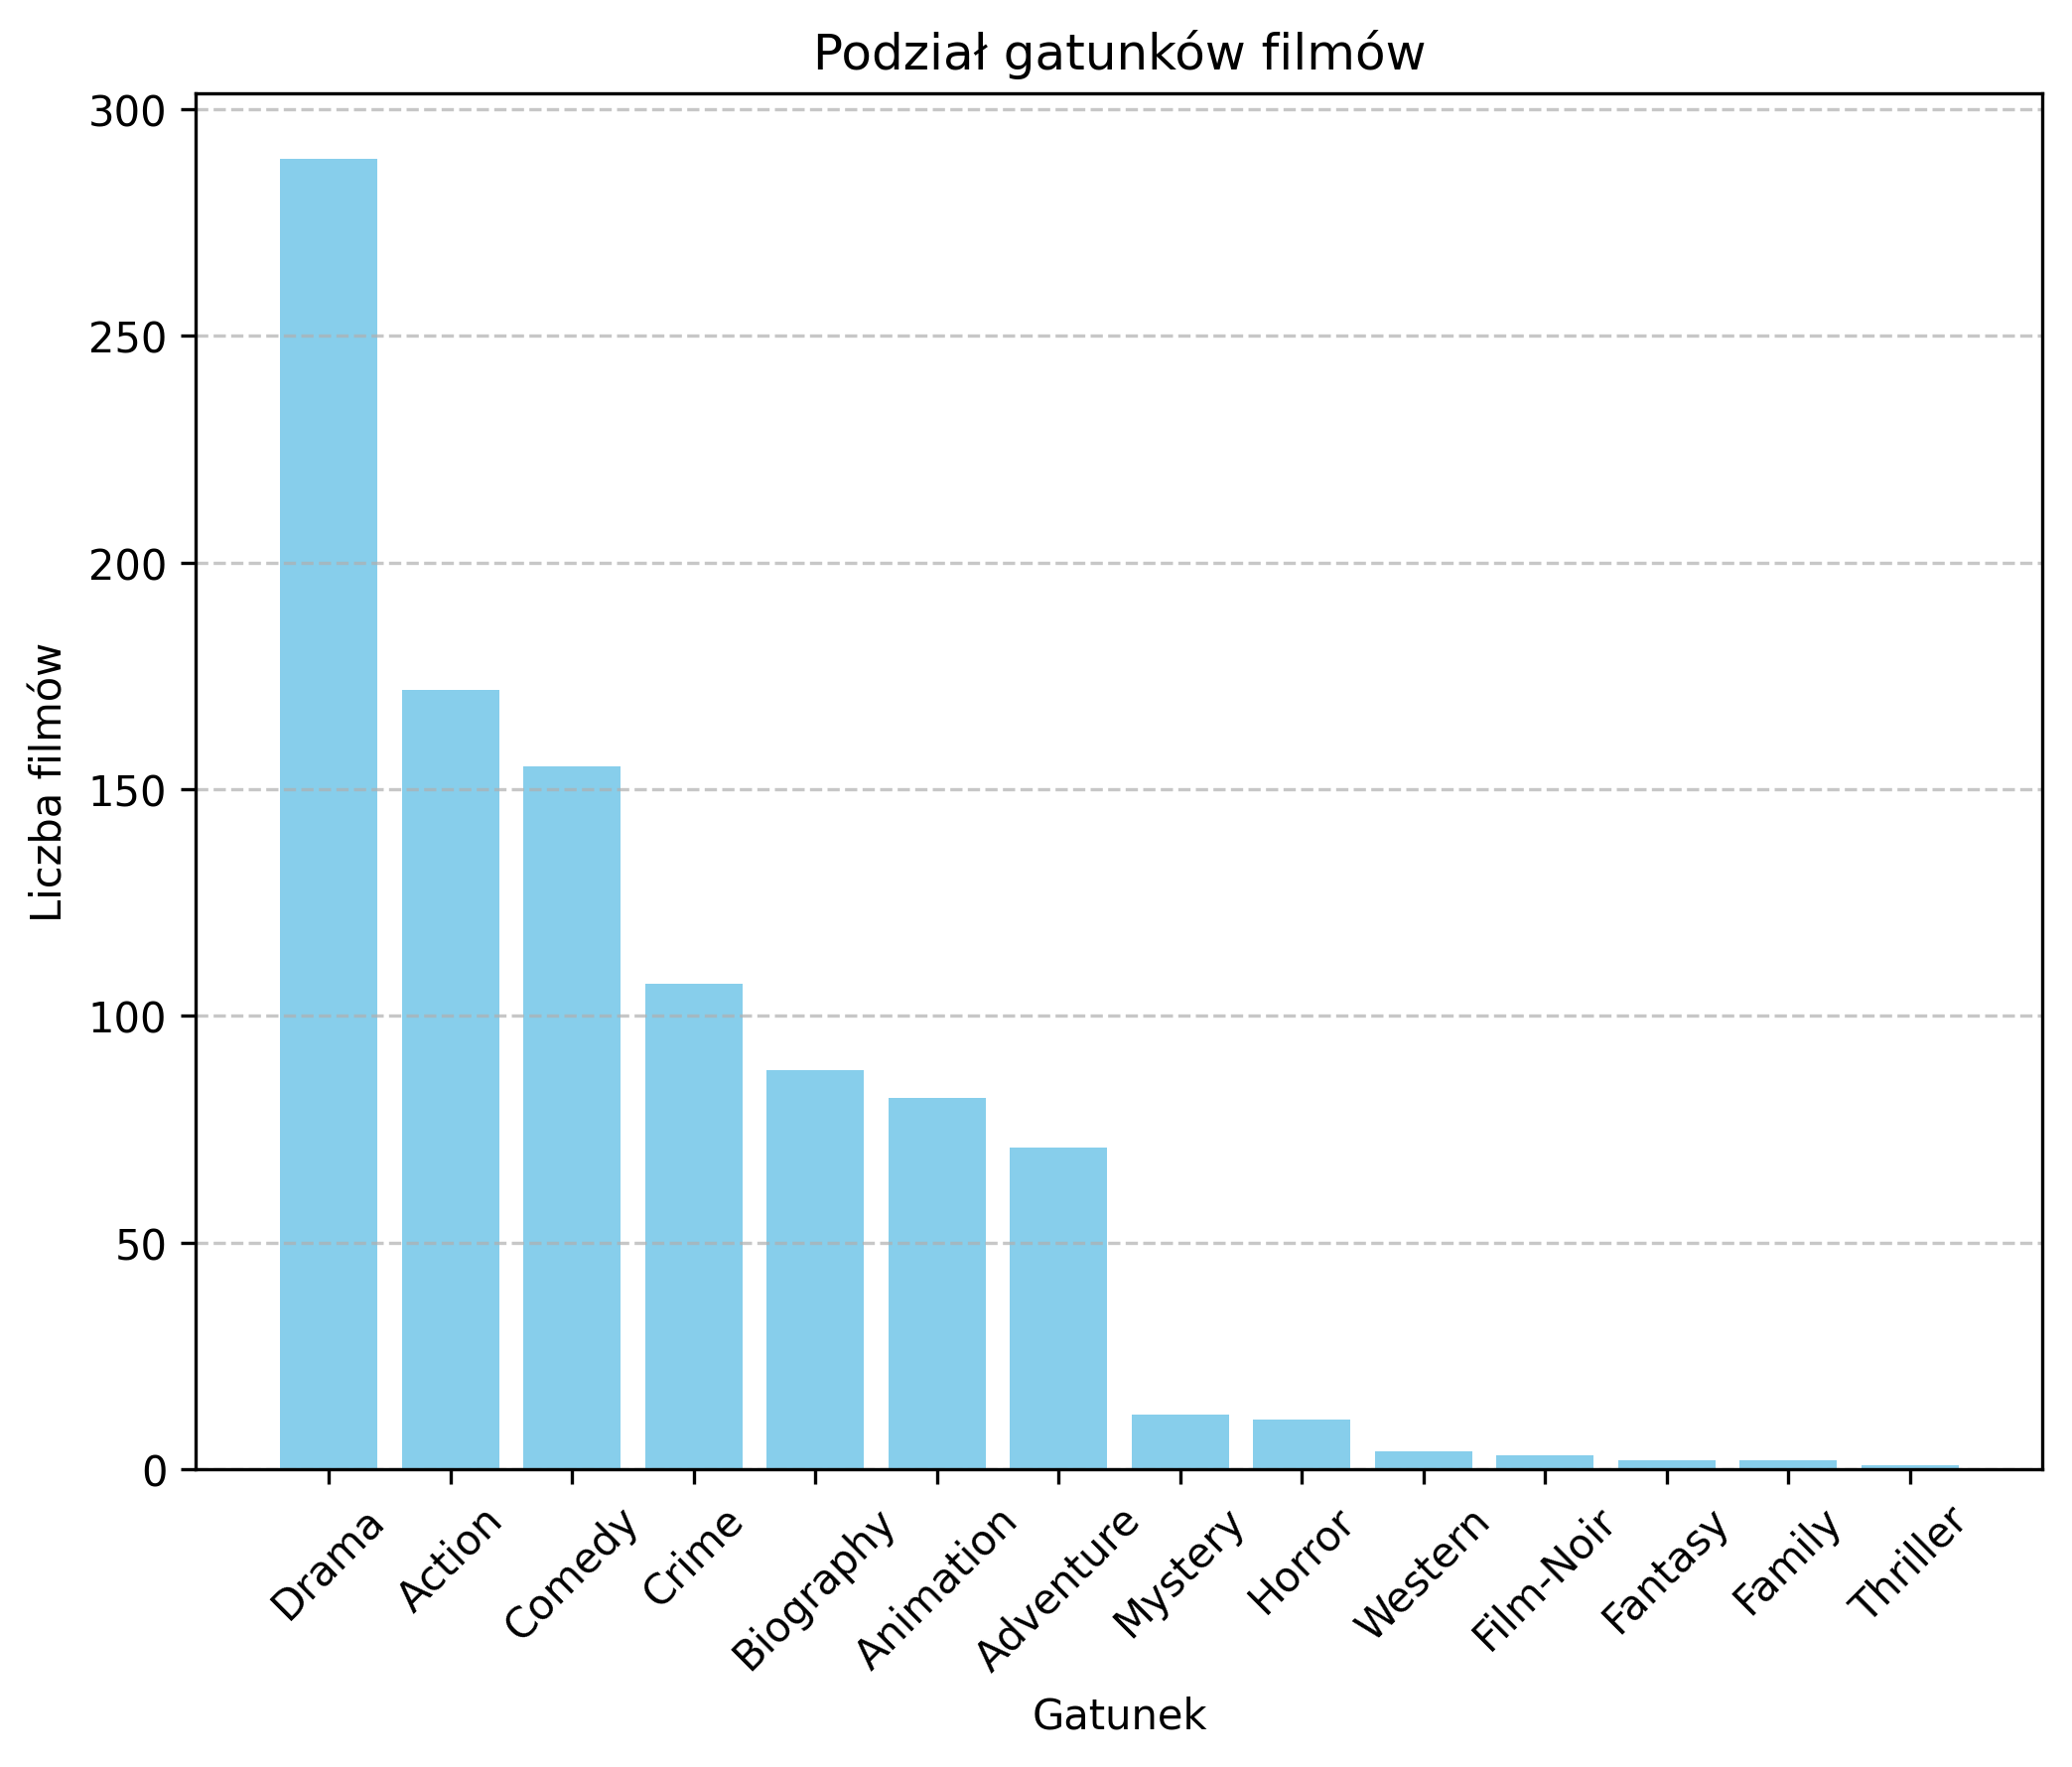 Podział gatunków filmów
300
250
200
150
100
50
0
Liczba filmów
Drama
Action
Comedy
Crime
Biography
Animation
Adventure
Mystery
Horror
Western
Film-Noir
Fantasy
Family
Thriller
Gatunek